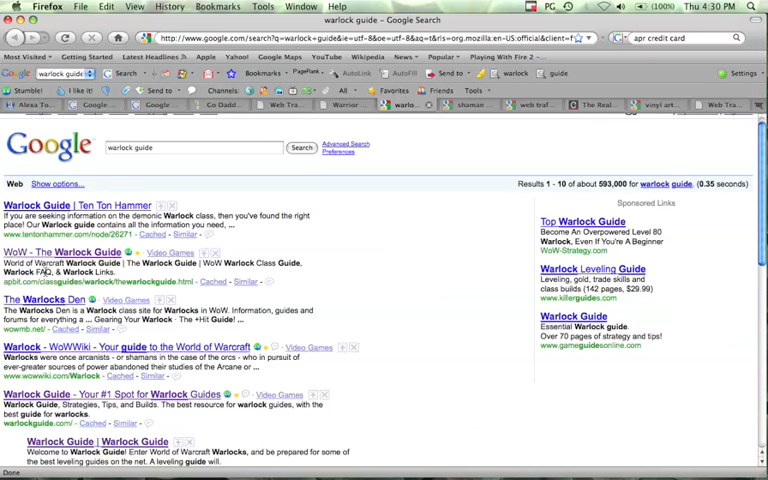 Firefox File Edit View History Bookmarks Tools Window Help PG (100%) Thu 4:30 PM
warlock guide - Google Search
http://www.google.com/search?q=warlock+guide&ie=utf-8&oe=utf-8&aq=t&rls=org.mozilla:en-US:official&client=f apr credit card
Most Visited Getting Started Latest Headlines Apple Yahoo! Google Maps YouTube Wikipedia News Popular Playing With Fire 2 -
warlock guide Search Bookmarks PageRank AutoLink AutoFill Send to warlock guide Settings
Stumble! I like it! Send to Channels: All Favorites Friends Tools
Alexa To... Google ... Google ... Go Dadd... Web Tra... Warrior ... warlo... shaman ... web traf... The Real... vinyl art... Web Tra...
Google warlock guide Search Advanced Search
Preferences
Web Show options... Results 1 - 10 of about 593,000 for warlock guide. (0.35 seconds)
Warlock Guide | Ten Ton Hammer
If you are seeking information on the demonic Warlock class, then you've found the right
place! Our Warlock guide contains all the information you need, ...
www.tentonhammer.com/node/26271 - Cached - Similar -
WoW - The Warlock Guide Video Games
World of Warcraft Warlock Guide | The Warlock Guide | WoW Warlock Class Guide,
Warlock FAQ, & Warlock Links.
apbit.com/classguides/warlock/thewarlockguide.html - Cached - Similar -
The Warlocks Den Video Games
The Warlocks Den is a Warlock class site for Warlocks in WoW. Information, guides and
forums for everything a ... Gearing Your Warlock · The +Hit Guide! ...
wowmb.net/ - Cached - Similar -
Warlock - WoWWiki - Your guide to the World of Warcraft Video Games
Warlocks were once arcanists - or shamans in the case of the orcs - who in pursuit of
ever-greater sources of power abandoned their studies of the Arcane or ...
www.wowwiki.com/Warlock - Cached - Similar -
Warlock Guide - Your #1 Spot for Warlock Guides Video Games
Warlock Guide, Strategies, Tips, and Builds. The best resource for warlock guides, with the
best guide for warlocks.
warlockguide.com/ - Cached - Similar -
Warlock Guide | Warlock Guide
Welcome to Warlock Guide! Enter World of Warcraft Warlocks, and be prepared for some of
the best leveling guides on the net. A leveling guide will.
Sponsored Links
Top Warlock Guide
Become An Overpowered Level 80
Warlock, Even If You're A Beginner
WoW-Strategy.com
Warlock Leveling Guide
Leveling, gold, trade skills and
class builds (142 pages, $29.99)
www.killerguides.com
Warlock Guide
Essential Warlock guide.
Over 70 pages of strategy and tips!
www.gameguidesonline.com
Done